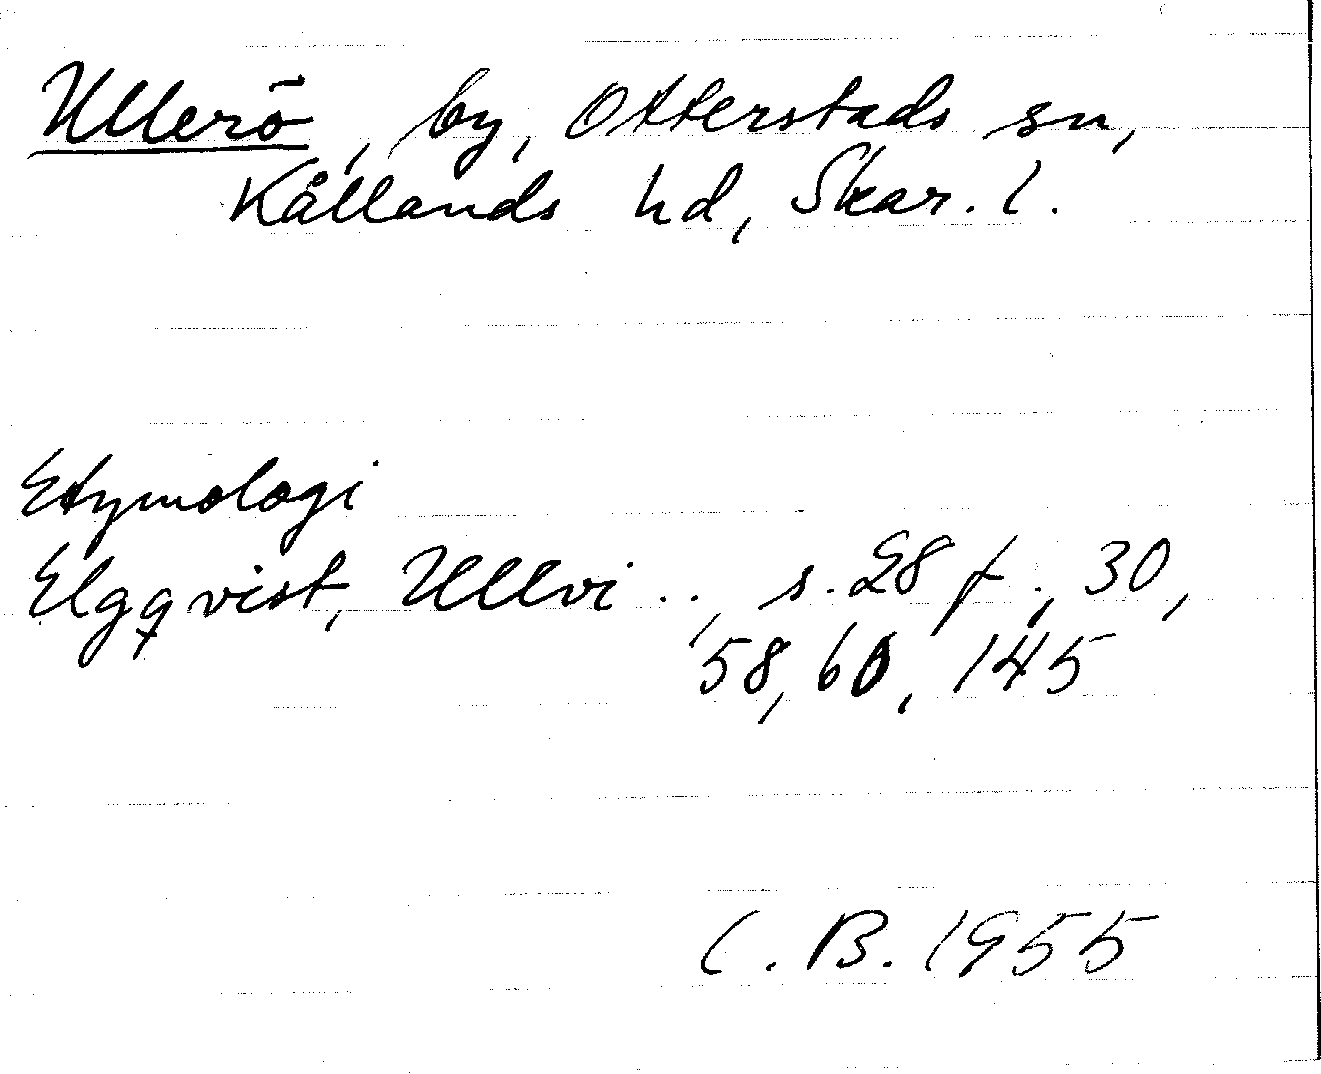 Ullerö, by, Otterstads sn,
Kållands hd, Skar. l.
Etymologi
Elgqvist, Ullvi .., s. 28 f., 30,
58, 60, 145
C. B. 1955